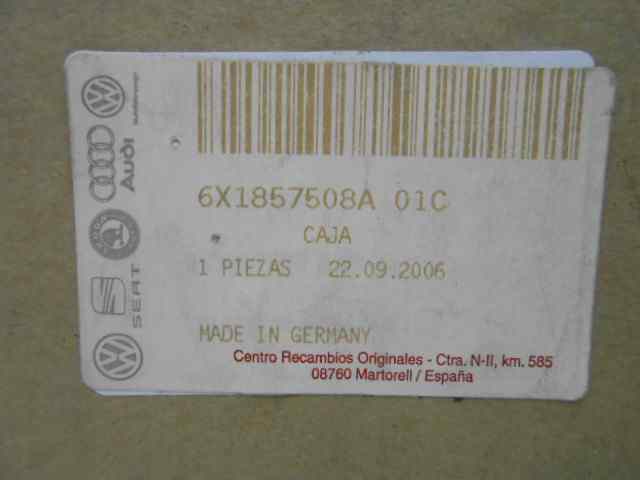 6X1857508A 01C
CAJA
1 PIEZAS 22.09.2006
MADE IN GERMANY
Centro Recambios Originales - Ctra. N-II, km. 585
08760 Martorell / España
Audi
SEAT